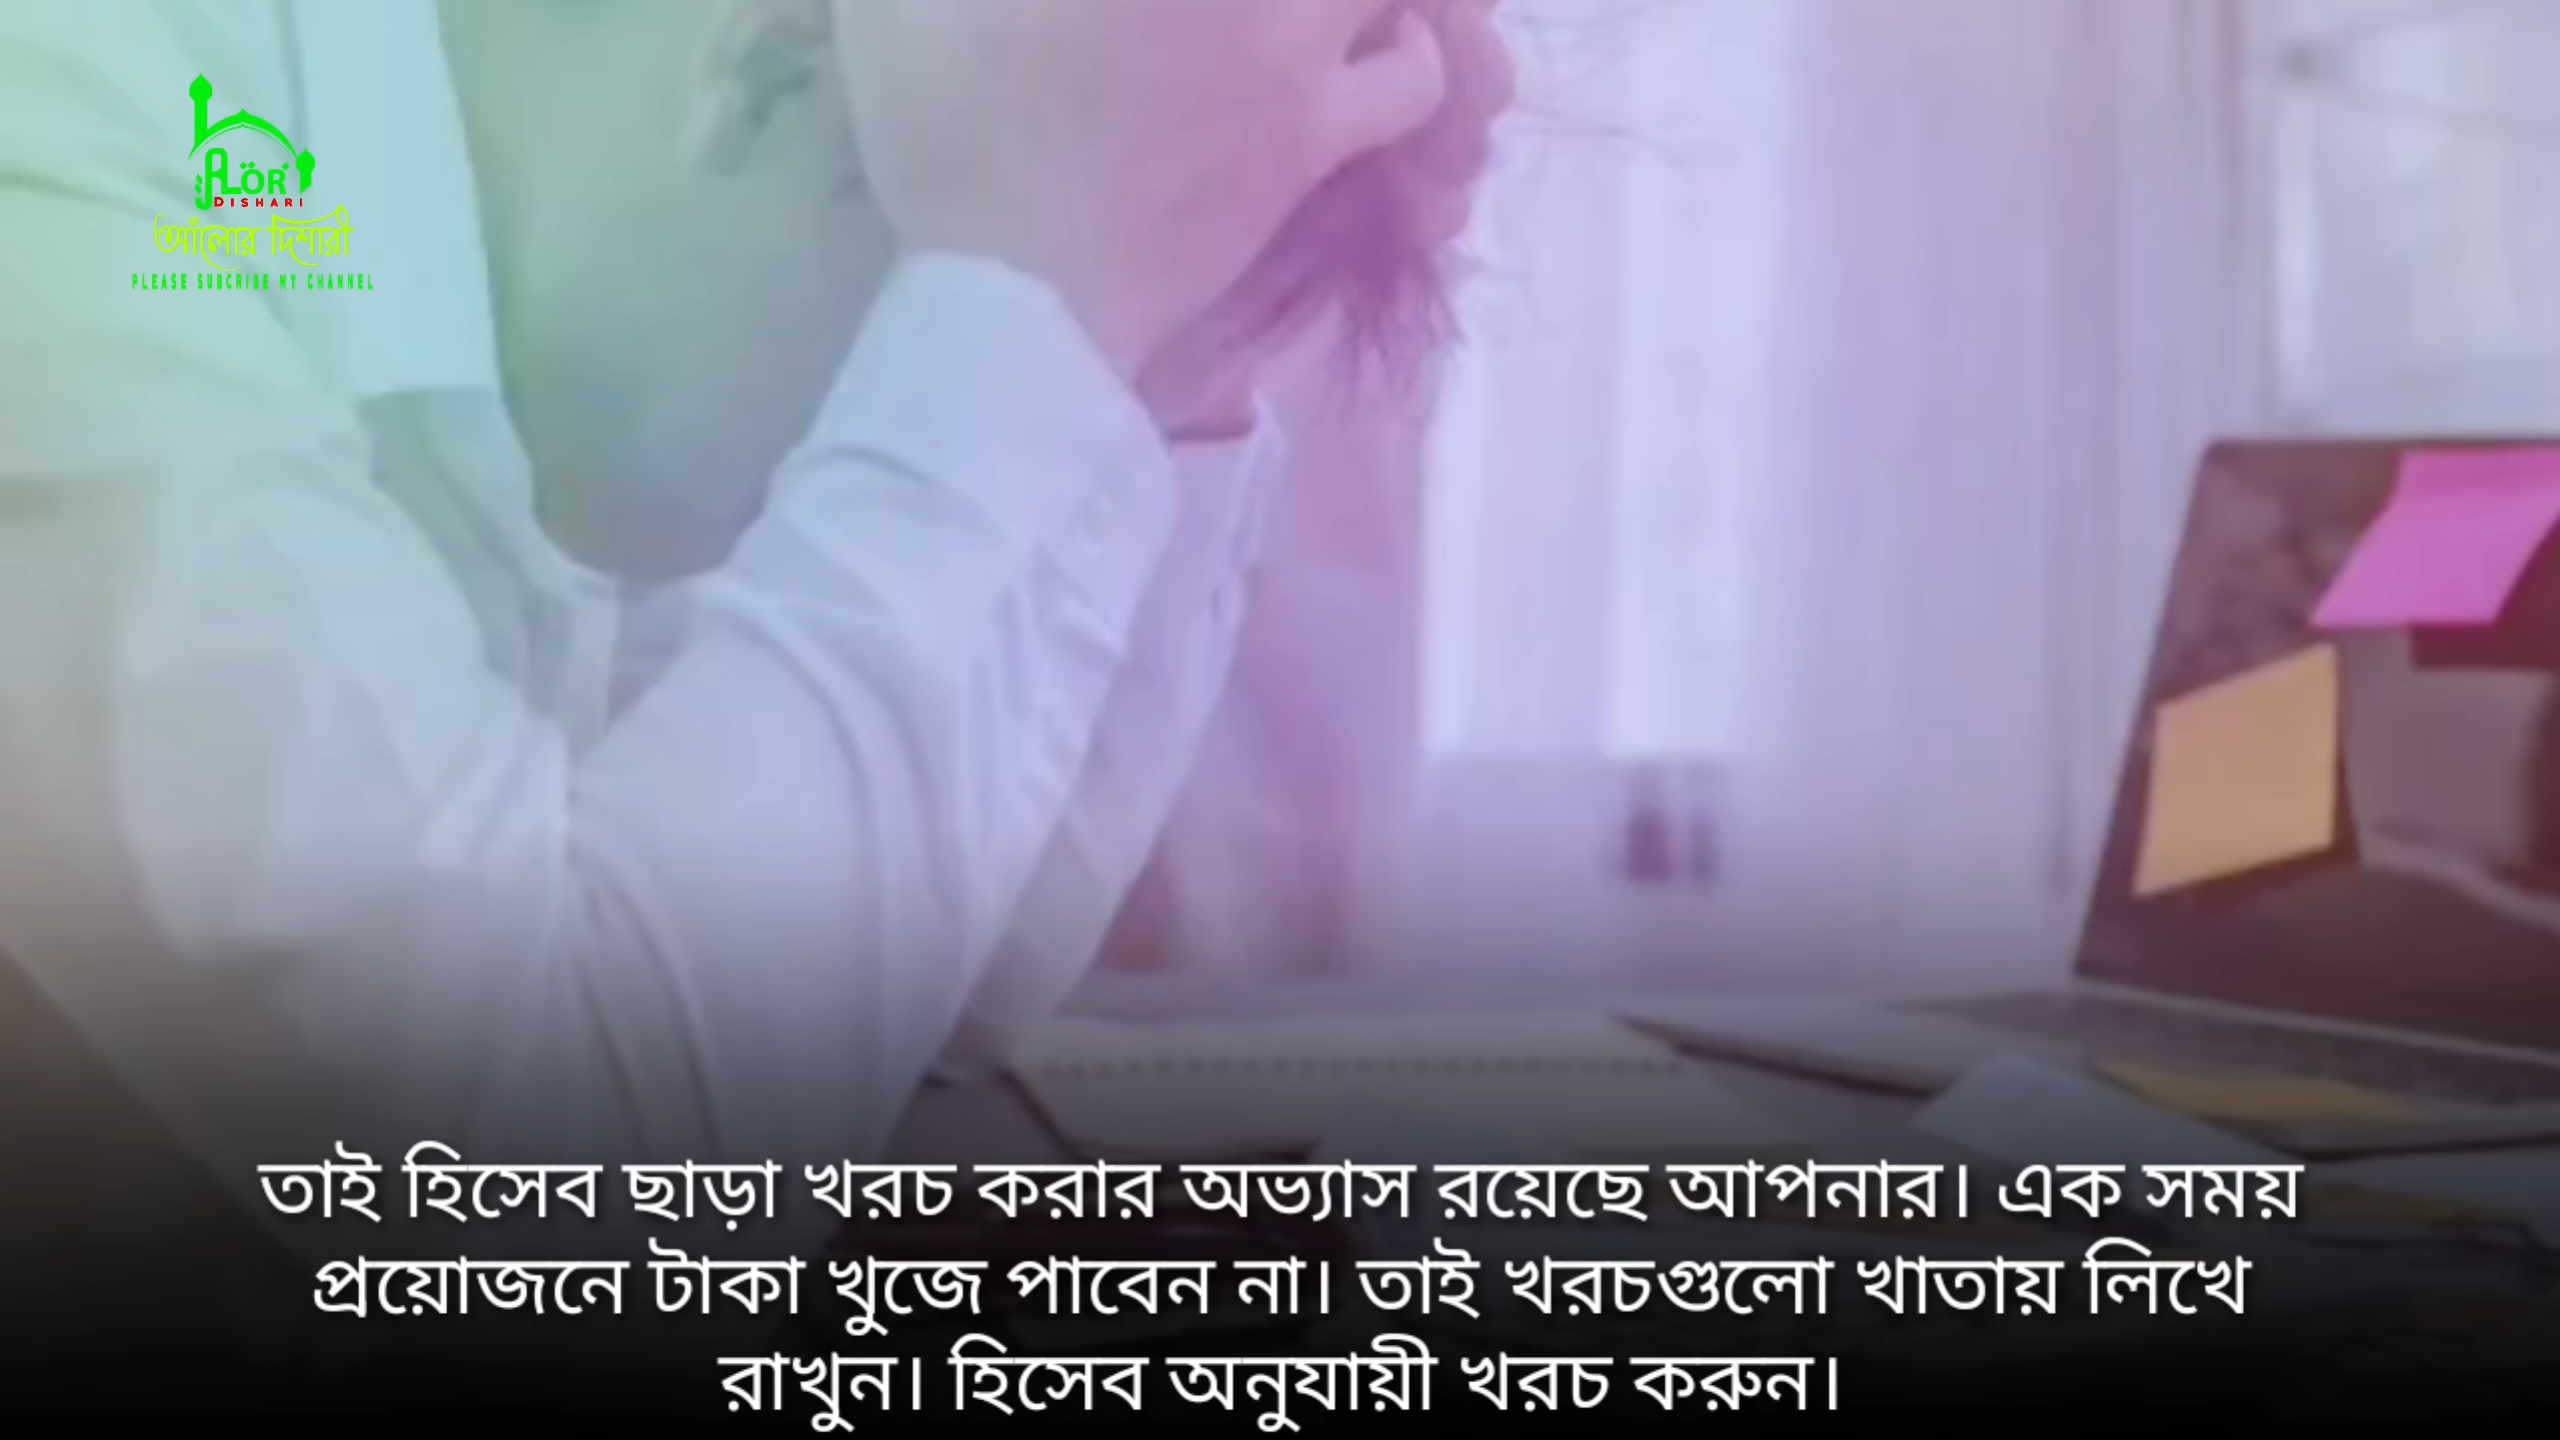 ALOR
DISHARI
আঁলোর দিশারী
PLEASE SUBCRIBE MY CHANNEL
তাই হিসেব ছাড়া খরচ করার অভ্যাস রয়েছে আপনার। এক সময়
প্রয়োজনে টাকা খুজে পাবেন না। তাই খরচগুলো খাতায় লিখে
রাখুন। হিসেব অনুযায়ী খরচ করুন।